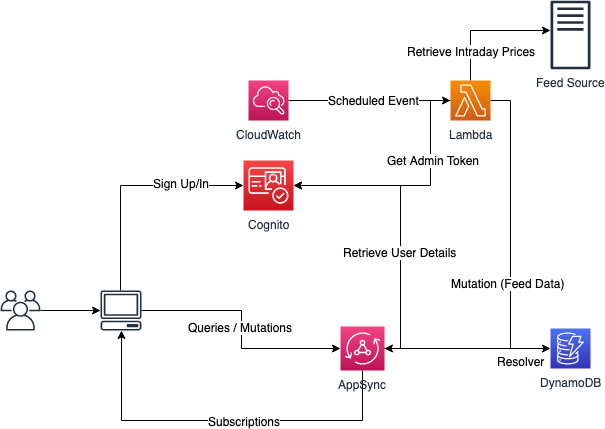 Retrieve Intraday Prices
Feed Source
Scheduled Event
CloudWatch
Lambda
Get Admin Token
Sign Up/In
Cognito
Retrieve User Details
Mutation (Feed Data)
Queries / Mutations
Resolver
AppSync
DynamoDB
Subscriptions